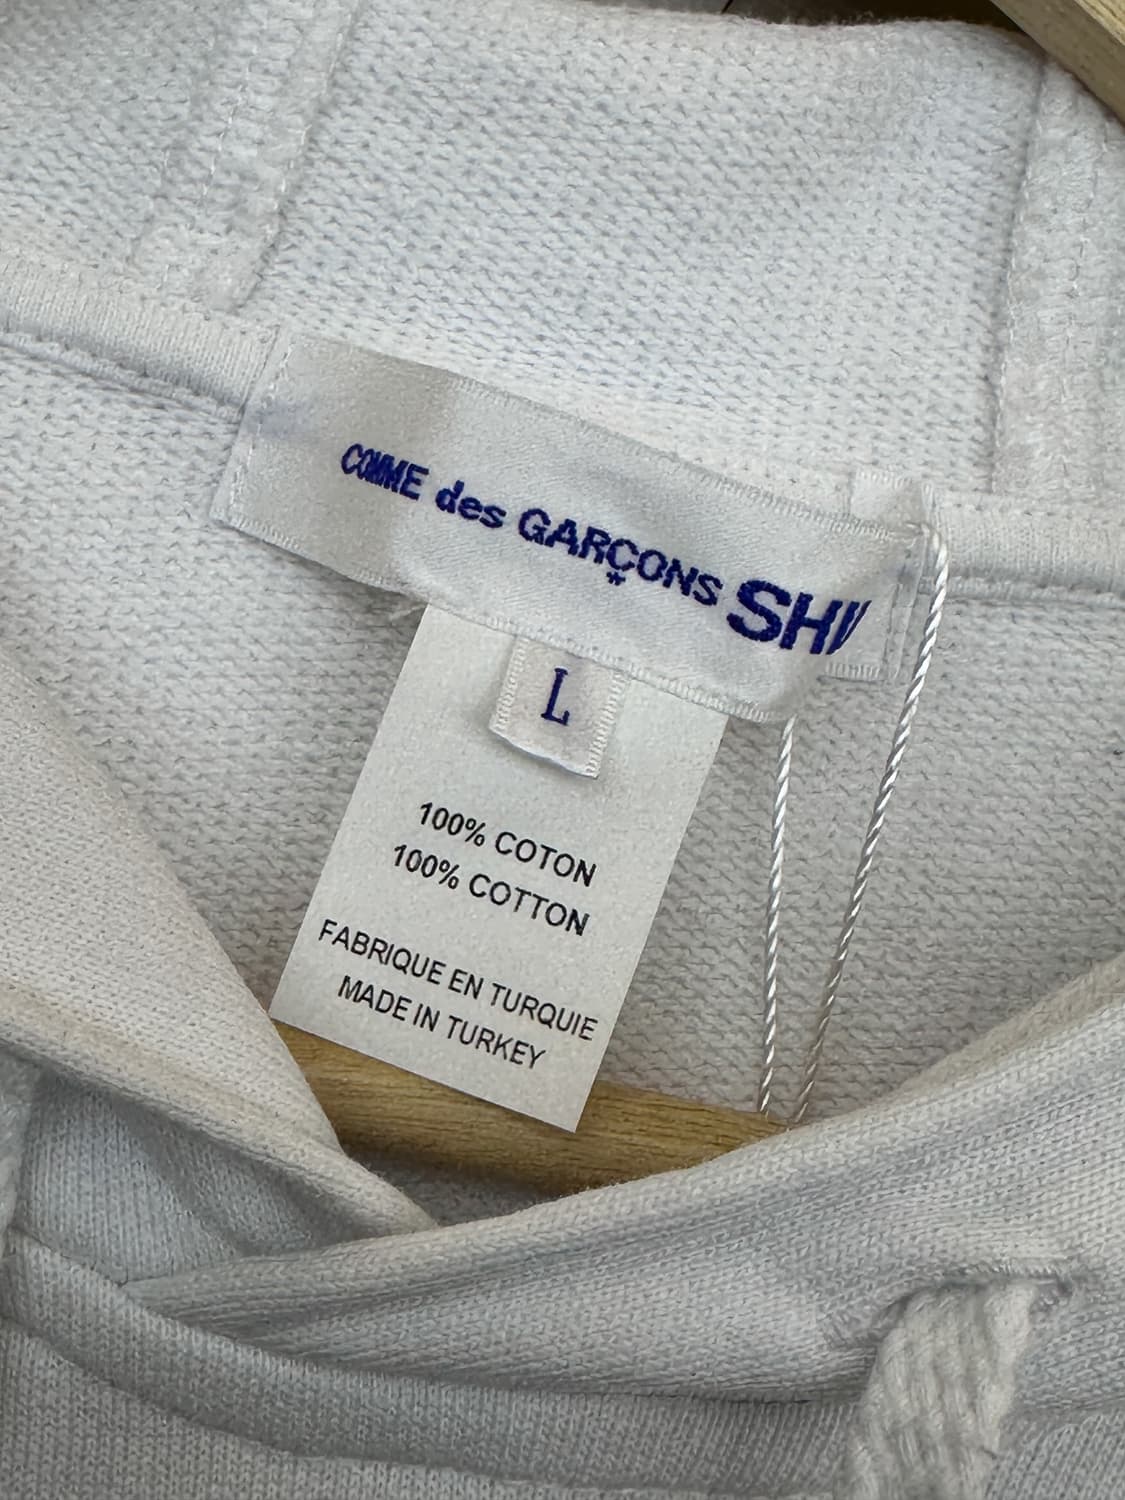 COMME des GARÇONS SHI
*
L
100% COTON
100% COTTON
FABRIQUE EN TURQUIE
MADE IN TURKEY